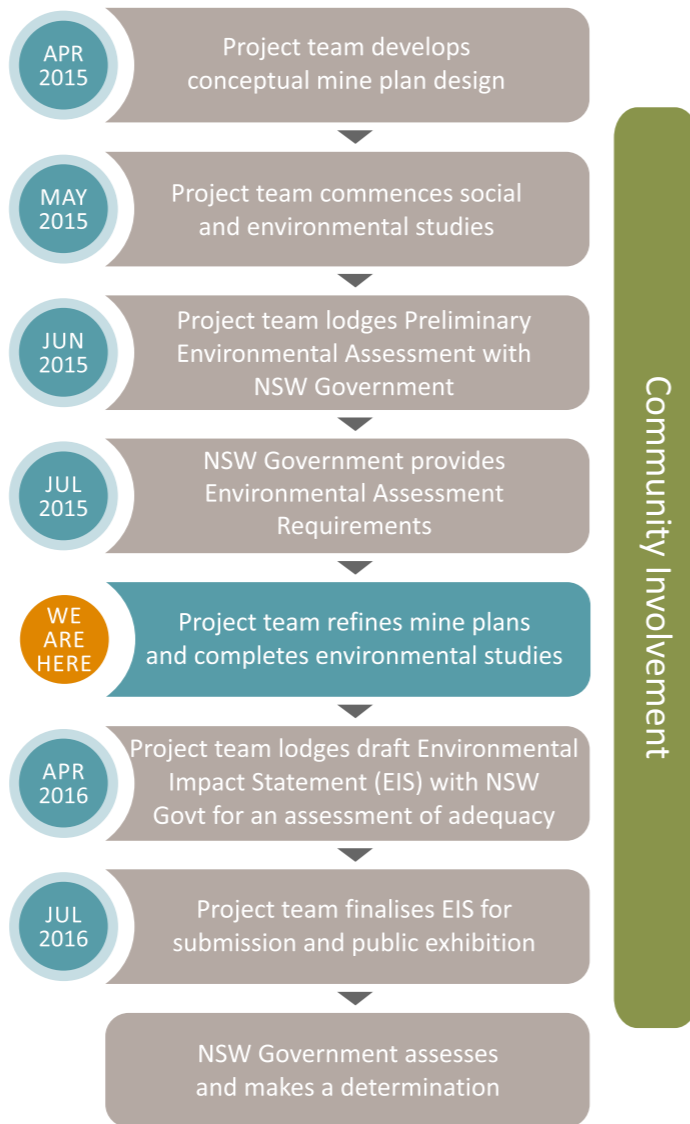 APR
2015
Project team develops
conceptual mine plan design
MAY
2015
Project team commences social
and environmental studies
JUN
2015
Project team lodges Preliminary
Environmental Assessment with
NSW Government
JUL
2015
NSW Government provides
Environmental Assessment
Requirements
WE
ARE
HERE
Project team refines mine plans
and completes environmental studies
APR
2016
Project team lodges draft Environmental
Impact Statement (EIS) with NSW
Govt for an assessment of adequacy
JUL
2016
Project team finalises EIS for
submission and public exhibition
NSW Government assesses
and makes a determination
Community Involvement